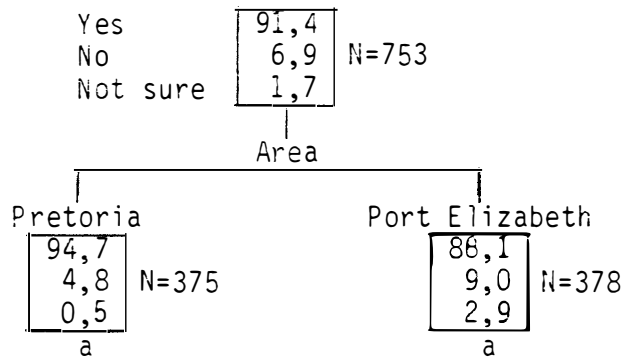 Yes 91,4
No 6,9 N=753
Not sure 1,7
Area
Pretoria Port Elizabeth
94,7 88,1
4,8 N=375 9,0 N=378
0,5 2,9
a a